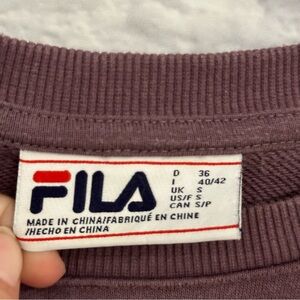 FILA
D 36
I 40/42
UK S
US/F S
CAN S/P
MADE IN CHINA/FABRIQUÉ EN CHINE
/HECHO EN CHINA